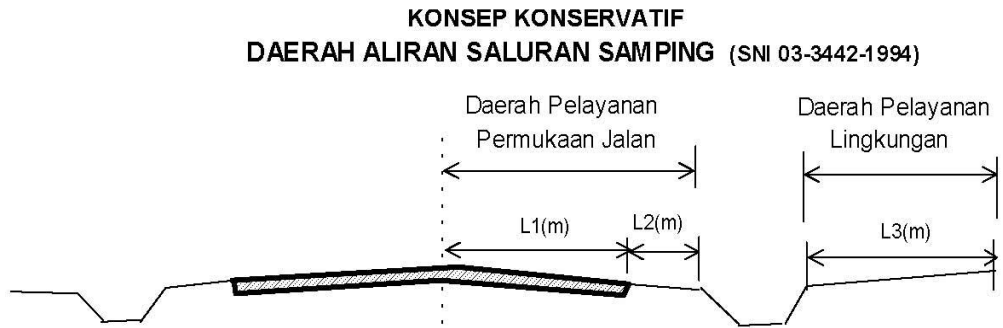 KONSEP KONSERVATIF
DAERAH ALIRAN SALURAN SAMPING (SNI 03-3442-1994)
Daerah Pelayanan
Permukaan Jalan
Daerah Pelayanan
Lingkungan
L1(m)
L2(m)
L3(m)